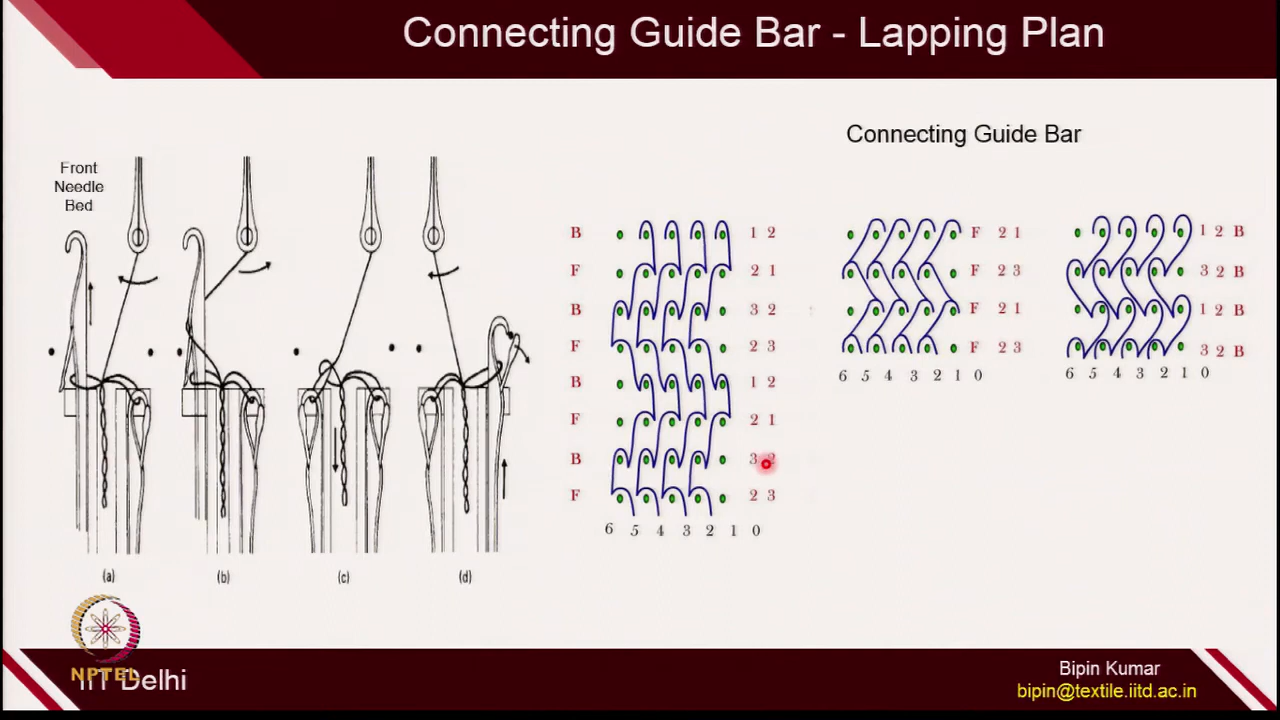 Connecting Guide Bar - Lapping Plan
Connecting Guide Bar
Front
Needle
Bed
(a)
(b)
(c)
(d)
B 1 2
F 2 1
B 3 2
F 2 3
B 1 2
F 2 1
B 3 2
F 2 3
6 5 4 3 2 1 0
F 2 1
F 2 3
F 2 1
F 2 3
6 5 4 3 2 1 0
1 2 B
3 2 B
1 2 B
3 2 B
6 5 4 3 2 1 0
NPTEL
IIT Delhi
Bipin Kumar
bipin@textile.iitd.ac.in